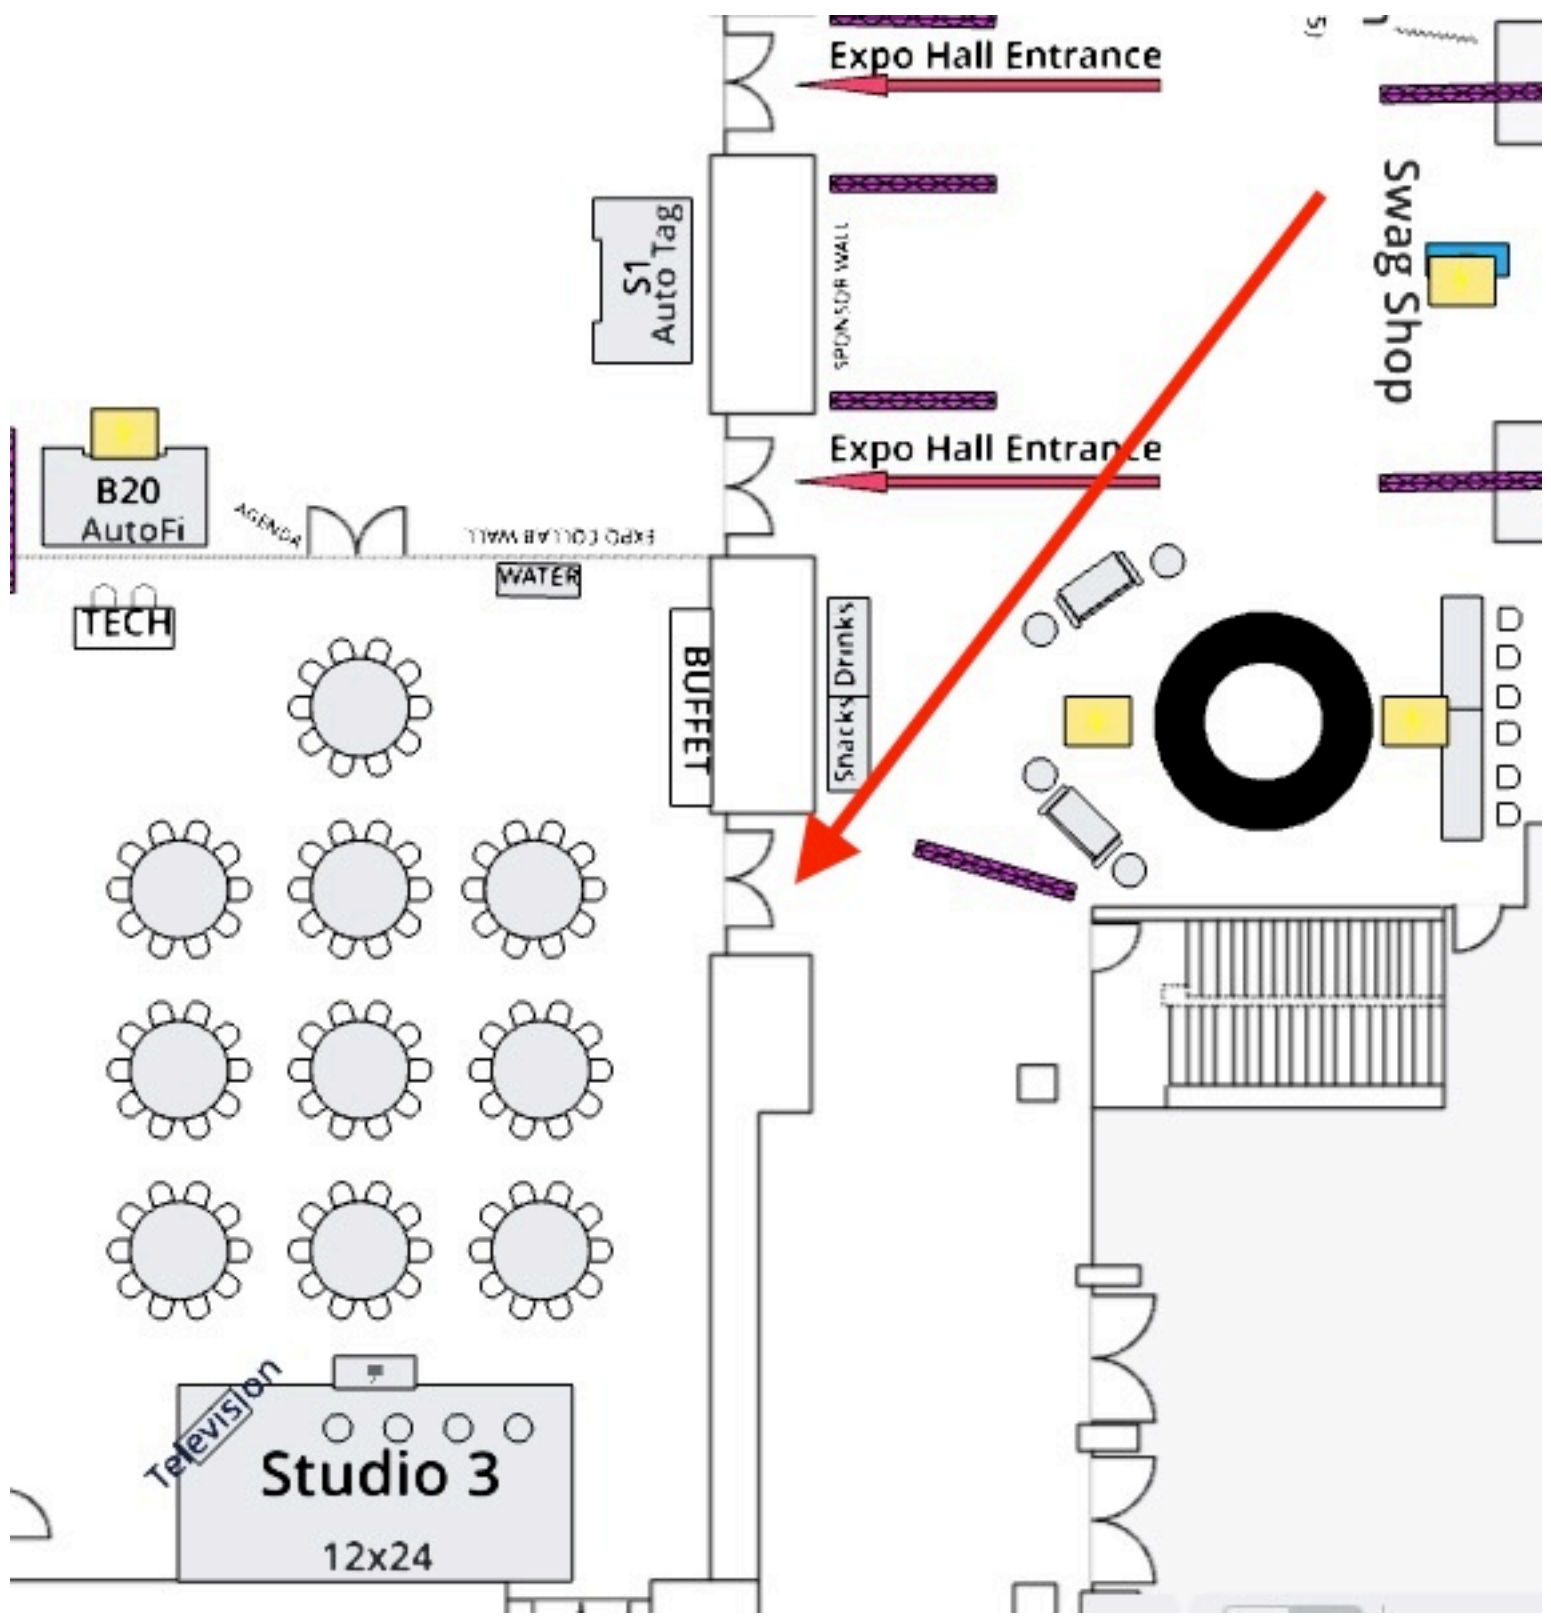 Expo Hall Entrance
Swag Shop
S1
Auto Tag
SPONSOR WALL
Expo Hall Entrance
B20
AutoFi
AGENDA
EXPO COLLAB WALL
WATER
TECH
BUFFET
Drinks
Snacks
Television
Studio 3
12x24